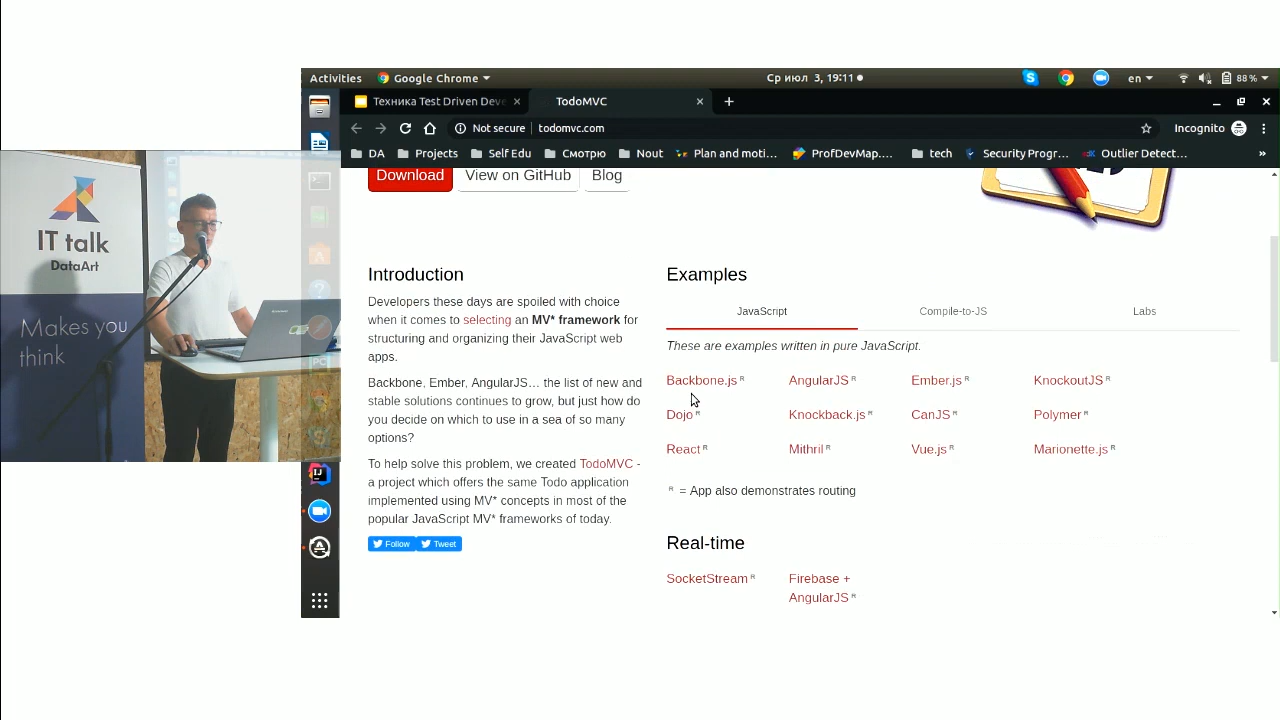 Activities
Google Chrome
Ср июл 3, 19:11
en
88%
Техника Test Driven Deve
TodoMVC
Not secure
todomvc.com
Incognito
DA
Projects
Self Edu
Смотрю
Nout
Plan and moti...
ProfDevMap....
tech
Security Progr...
Outlier Detect...
»
Download
View on GitHub
Blog
IT talk
DataArt
Makes you
think
Introduction
Developers these days are spoiled with choice
when it comes to selecting an MV* framework for
structuring and organizing their JavaScript web
apps.
Backbone, Ember, AngularJS… the list of new and
stable solutions continues to grow, but just how do
you decide on which to use in a sea of so many
options?
To help solve this problem, we created TodoMVC -
a project which offers the same Todo application
implemented using MV* concepts in most of the
popular JavaScript MV* frameworks of today.
Follow
Tweet
Examples
JavaScript
Compile-to-JS
Labs
These are examples written in pure JavaScript.
Backbone.js R
AngularJS R
Ember.js R
KnockoutJS R
Dojo R
Knockback.js R
CanJS R
Polymer R
React R
Mithril R
Vue.js R
Marionette.js R
R = App also demonstrates routing
Real-time
SocketStream R
Firebase +
AngularJS R